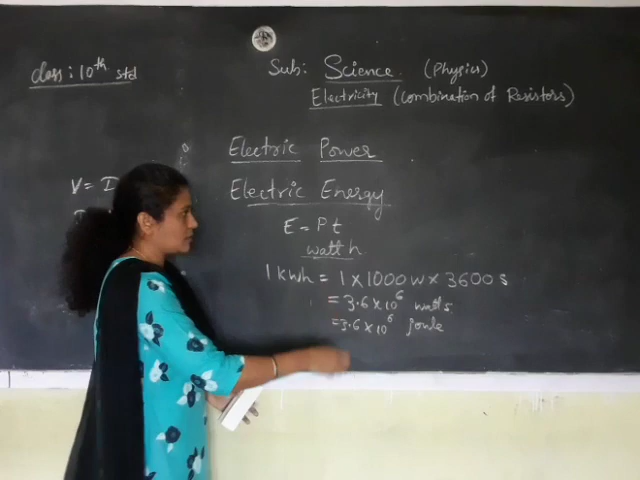 class: 10th std
Sub: Science (Physics)
Electricity (Combination of Resistors)
Electric Power
V = I
Electric Energy
E = Pt
watt h
1 kwh = 1 X 1000 w x 3600 s
= 3.6 x 10^6 watt s
= 3.6 x 10^6 joule